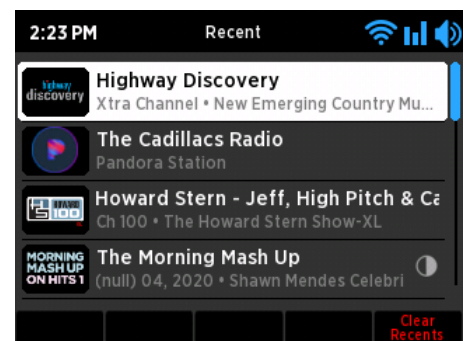 2:23 PM
Recent
highway
discovery
Highway Discovery
Xtra Channel • New Emerging Country Mu...
The Cadillacs Radio
Pandora Station
HOWARD
100
Howard Stern - Jeff, High Pitch & Ca
Ch 100 • The Howard Stern Show-XL
MORNING
MASH UP
ON HITS 1
The Morning Mash Up
(null) 04, 2020 • Shawn Mendes Celebri
Clear
Recents